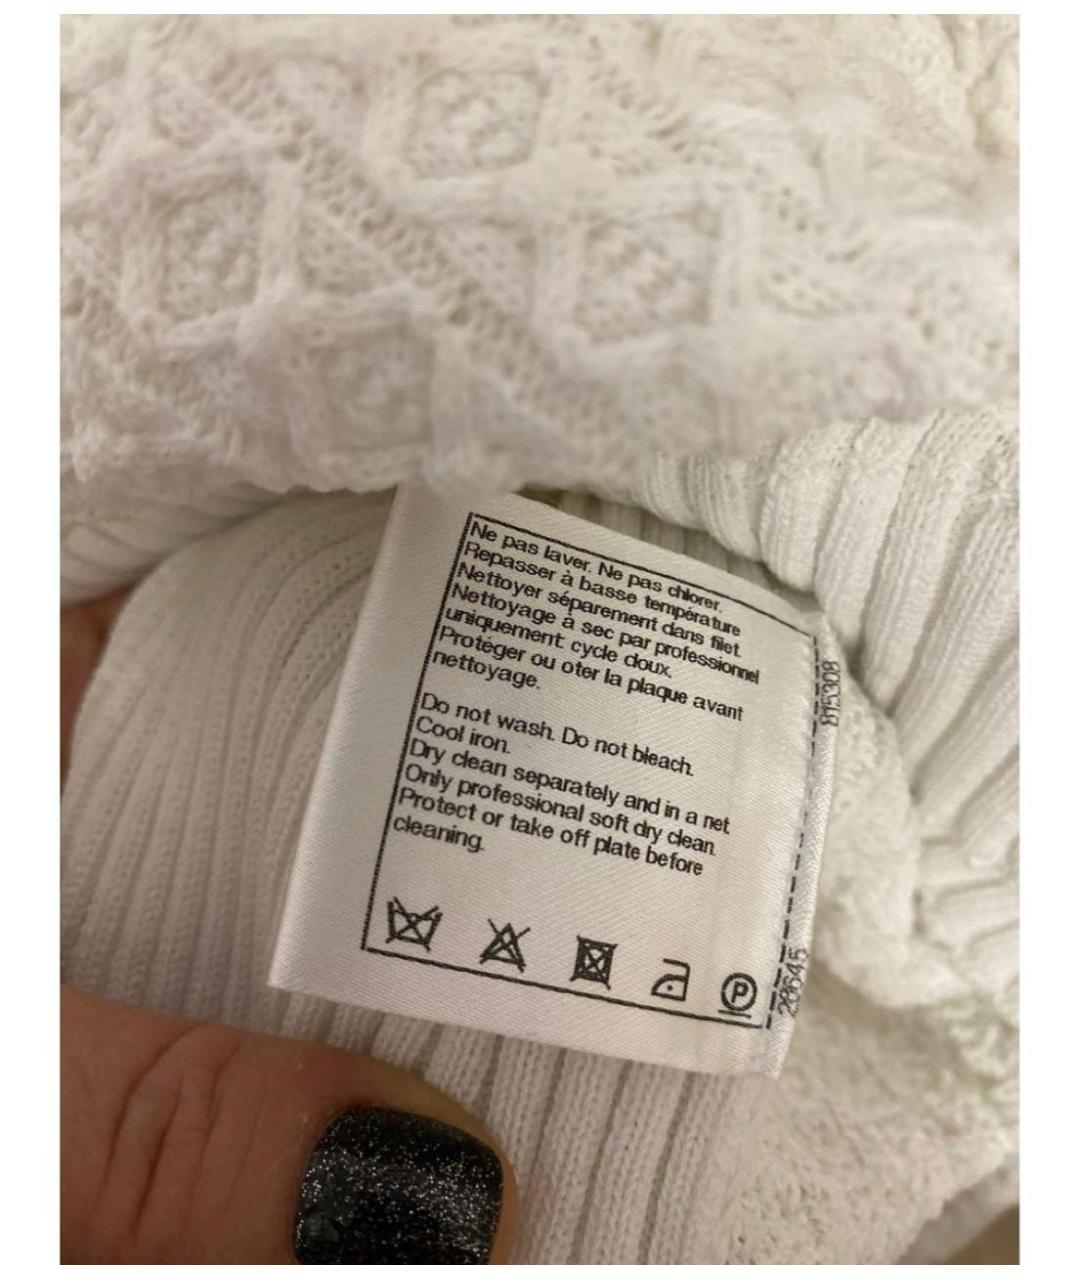 Ne pas laver. Ne pas chlorer.
Repasser à basse température
Nettoyer séparement dans filet.
Nettoyage à sec par professionnel
uniquement: cycle doux.
Protéger ou oter la plaque avant
nettoyage.
Do not wash. Do not bleach.
Cool iron.
Dry clean separately and in a net.
Only professional soft dry clean.
Protect or take off plate before
cleaning.
P
815308